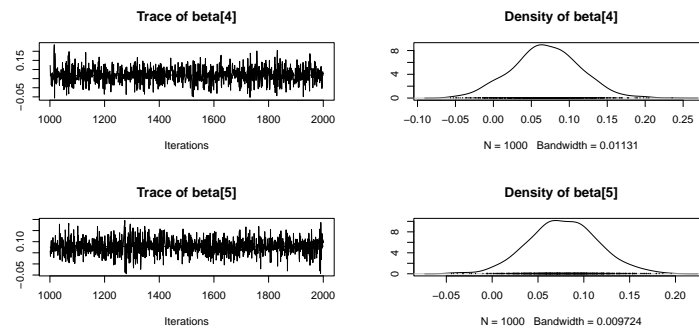 Trace of beta[4]
0.15
−0.05
1000 1200 1400 1600 1800 2000
Iterations
Density of beta[4]
8
4
0
−0.10 −0.05 0.00 0.05 0.10 0.15 0.20 0.25
N = 1000 Bandwidth = 0.01131
Trace of beta[5]
0.10
−0.05
1000 1200 1400 1600 1800 2000
Iterations
Density of beta[5]
8
4
0
−0.05 0.00 0.05 0.10 0.15 0.20
N = 1000 Bandwidth = 0.009724